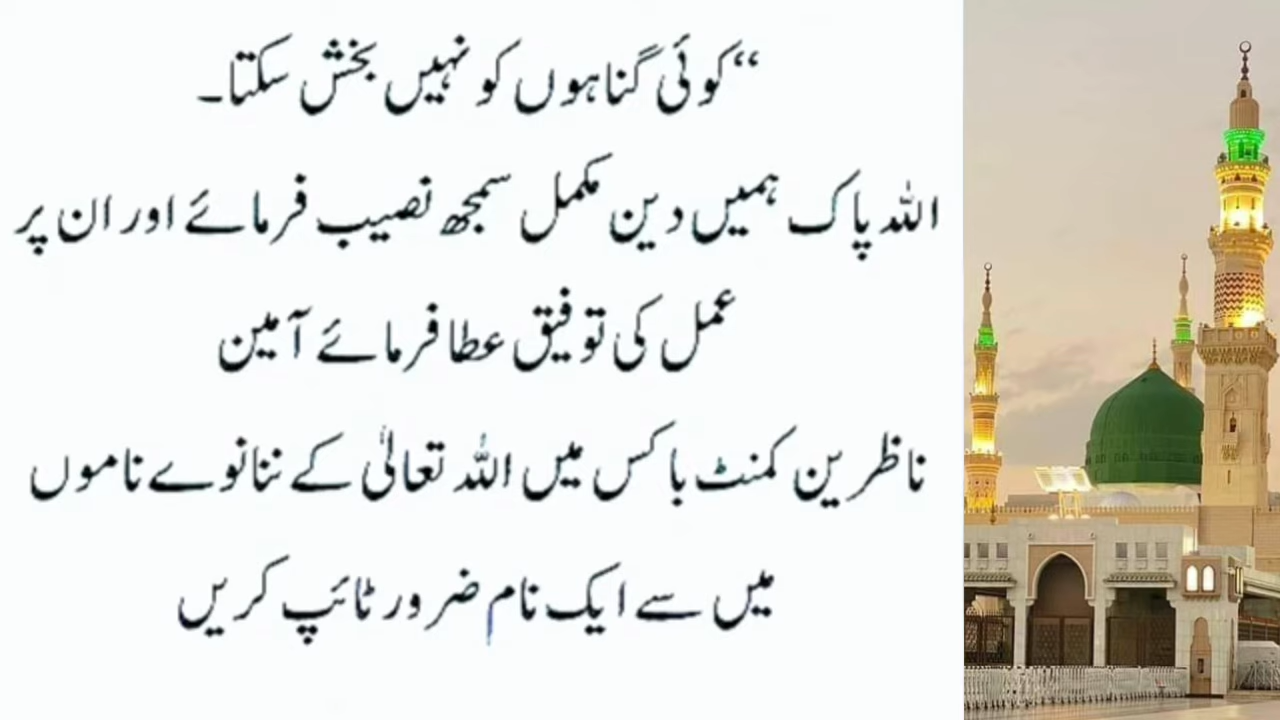 “کوئی گناہوں کو نہیں بخش سکتا۔
اللہ پاک ہمیں دین مکمل سمجھ نصیب فرمائے اور ان پر
عمل کی توفیق عطا فرمائے آمین
ناظرین کمنٹ باکس میں اللہ تعالیٰ کے ننانوے ناموں
میں سے ایک نام ضرور ٹائپ کریں